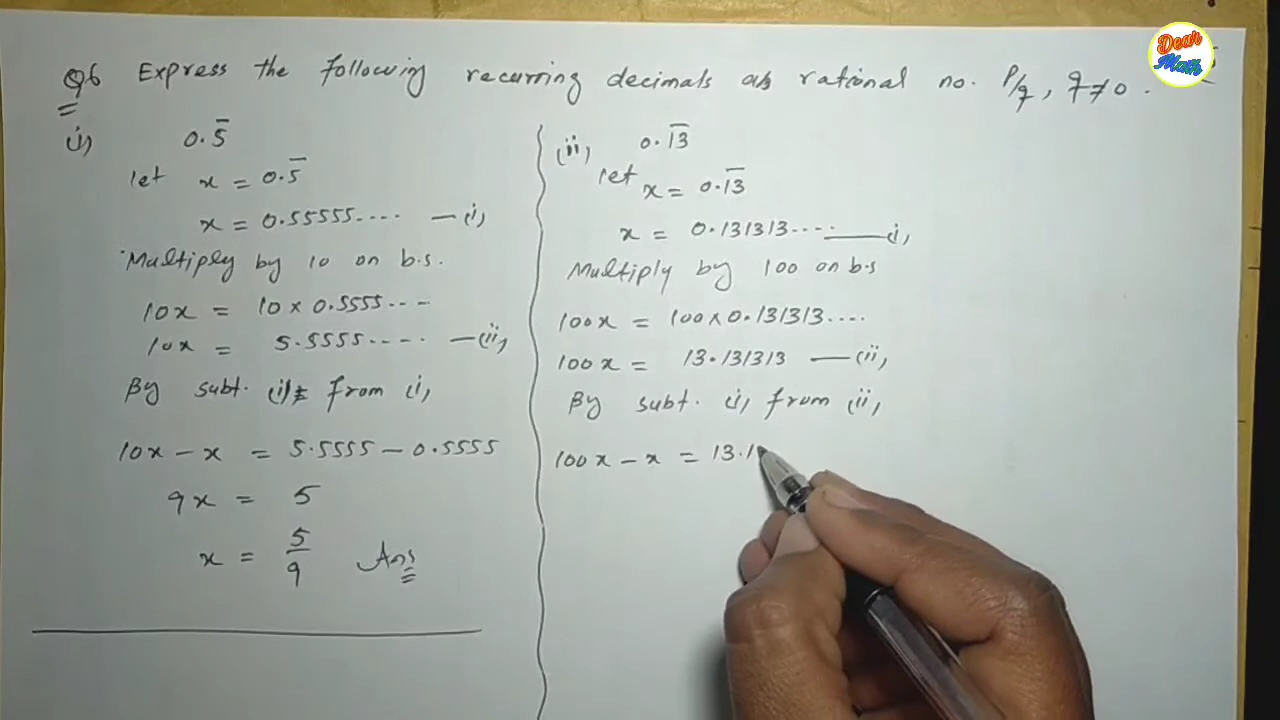 Q6 Express the following recurring decimals as rational no. P/q, q≠0.
(i) 0.5̅
let x = 0.5̅
x = 0.55555.... — (i)
Multiply by 10 on b.s.
10x = 10 × 0.5555....
10x = 5.5555..... — (ii)
By subt. (i) from (i)
10x – x = 5.5555 – 0.5555
9x = 5
x = 5/9 Ans
(ii) 0.1̅3̅
let x = 0.1̅3̅
x = 0.131313..... — (i)
Multiply by 100 on b.s
100x = 100×0.131313....
100x = 13.131313 — (ii)
By subt. (i) from (ii)
100x – x = 13.1
Dear
Math